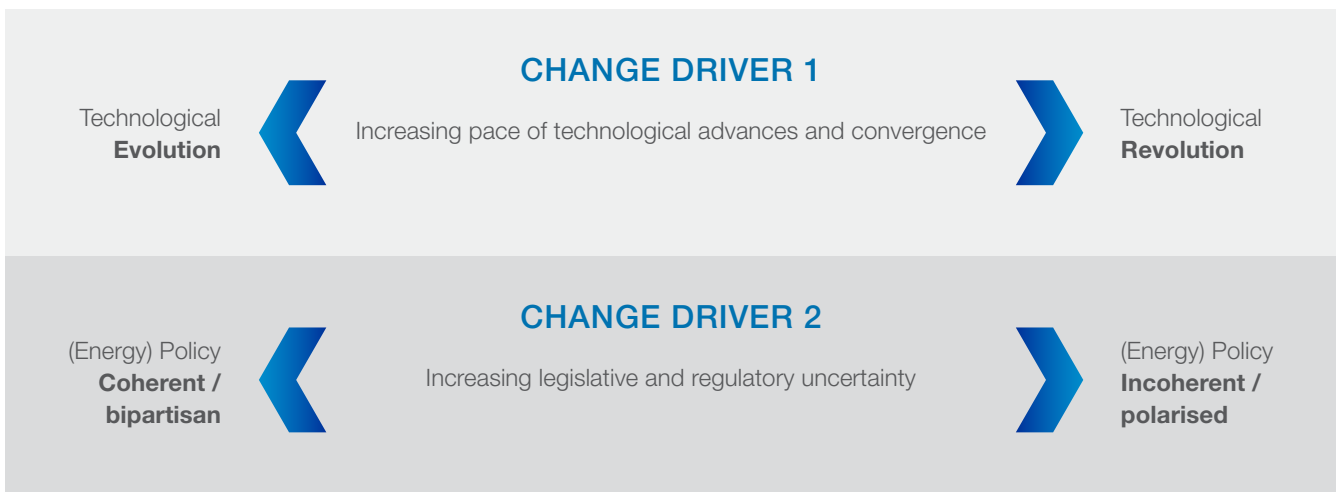 CHANGE DRIVER 1
Technological
Evolution
Increasing pace of technological advances and convergence
Technological
Revolution
CHANGE DRIVER 2
(Energy) Policy
Coherent /
bipartisan
Increasing legislative and regulatory uncertainty
(Energy) Policy
Incoherent /
polarised